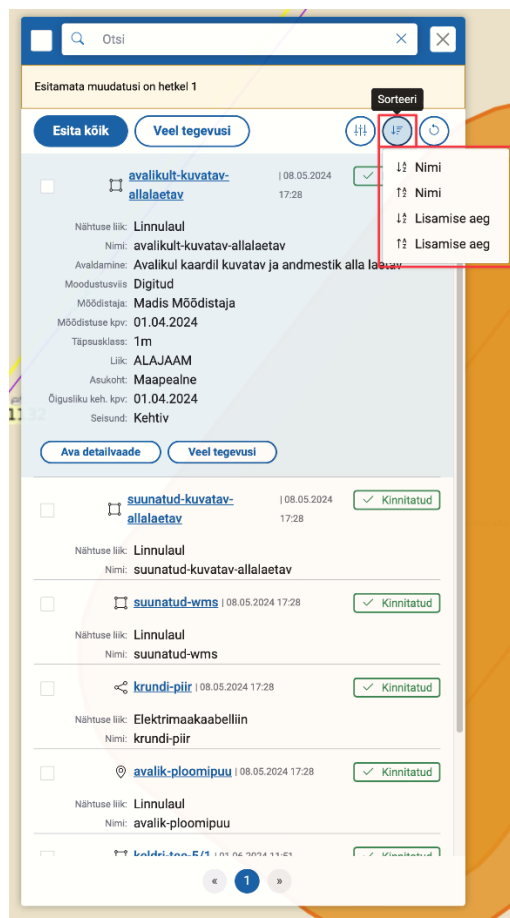 Otsi
Esitamata muudatusi on hetkel 1
Sorteeri
Esita kõik
Veel tegevusi
Nimi
Nimi
Lisamise aeg
Lisamise aeg
avalikult-kuvatav-
allalaetav
| 08.05.2024
17:28
Nähtuse liik: Linnulaul
Nimi: avalikult-kuvatav-allalaetav
Avaldamine: Avalikul kaardil kuvatav ja andmestik alla laetav
Moodustusviis Digitud
Mõõdistaja: Madis Mõõdistaja
Mõõdistuse kpv: 01.04.2024
Täpsusklass: 1m
Liik: ALAJAAM
Asukoht: Maapealne
Õigusliku keh. kpv: 01.04.2024
Seisund: Kehtiv
Ava detailvaade
Veel tegevusi
suunatud-kuvatav-
allalaetav
| 08.05.2024
17:28
Kinnitatud
Nähtuse liik: Linnulaul
Nimi: suunatud-kuvatav-allalaetav
suunatud-wms | 08.05.2024 17:28
Kinnitatud
Nähtuse liik: Linnulaul
Nimi: suunatud-wms
krundi-piir | 08.05.2024 17:28
Kinnitatud
Nähtuse liik: Elektrimaakaabelliin
Nimi: krundi-piir
avalik-ploomipuu | 08.05.2024 17:28
Kinnitatud
Nähtuse liik: Linnulaul
Nimi: avalik-ploomipuu
Kinnitatud
« 1 »